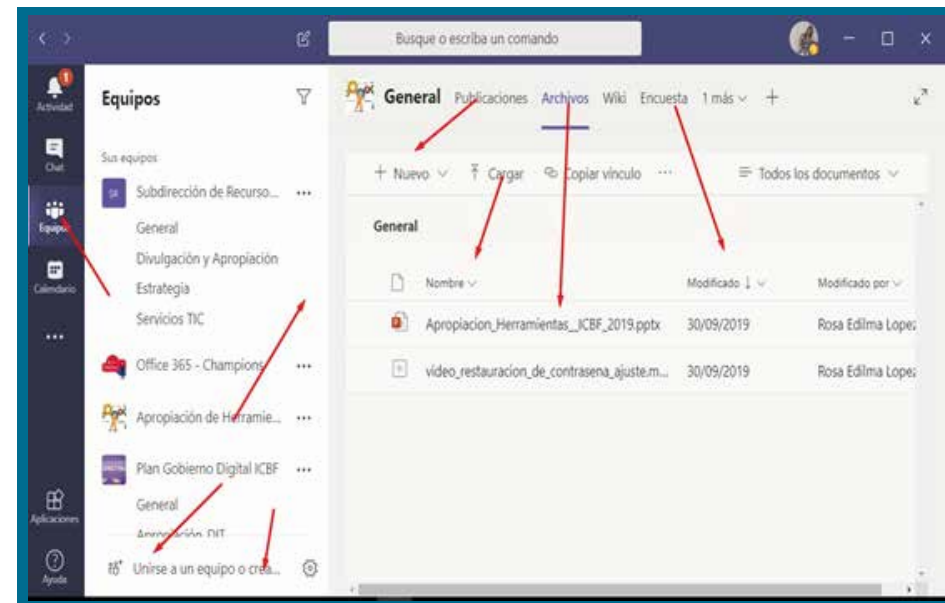 Busque o escriba un comando
1
Actividad
Chat
Equipos
Calendario
Aplicaciones
Ayuda
Equipos
Sus equipos
SR Subdirección de Recurso... ...
General
Divulgación y Apropiación
Estrategia
Servicios TIC
Office 365 - Champions ...
Apropiación de Herramie... ...
Plan Gobierno Digital ICBF ...
General
Apropiación DIT
Unirse a un equipo o crea...
General Publicaciones Archivos Wiki Encuesta 1 más +
+ Nuevo Cargar Copiar vínculo ... Todos los documentos
General
Nombre Modificado ↓ Modificado por
Apropiacion_Herramientas__ICBF_2019.pptx 30/09/2019 Rosa Edilma Lopez
video_restauracion_de_contrasena_ajuste.m... 30/09/2019 Rosa Edilma Lopez